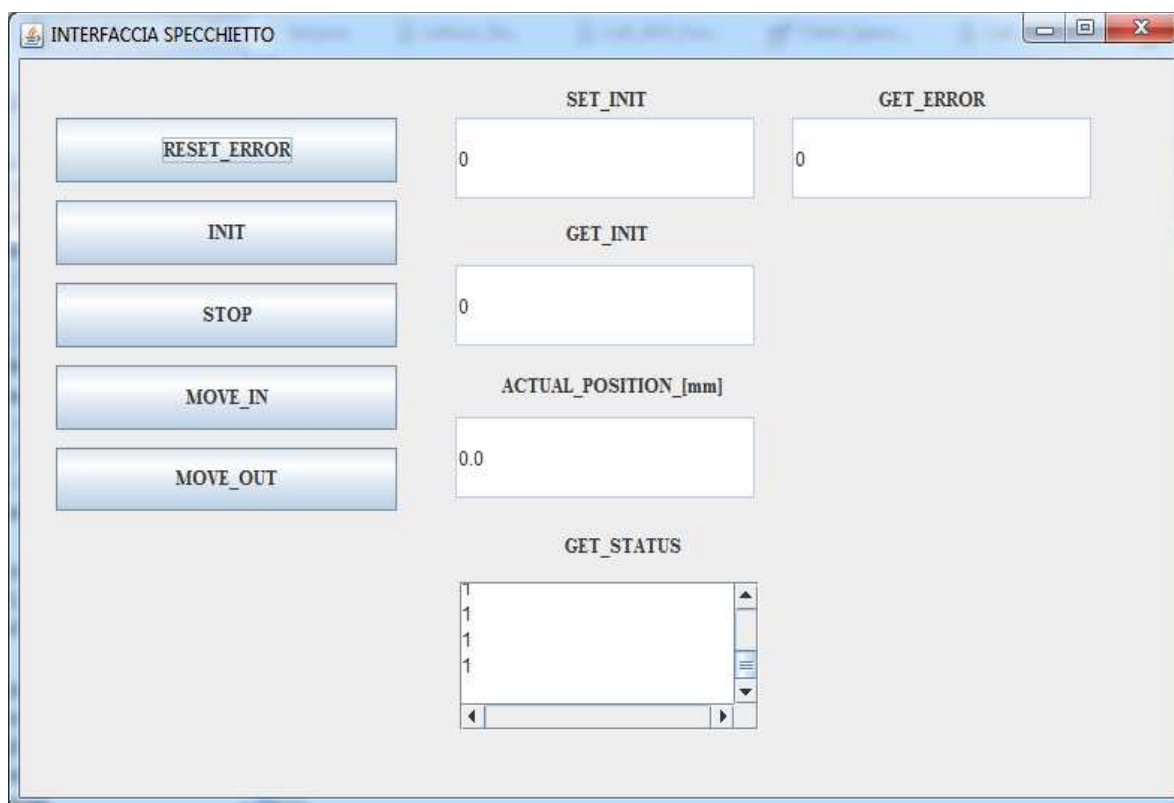 INTERFACCIA SPECCHIETTO
RESET_ERROR
INIT
STOP
MOVE_IN
MOVE_OUT
SET_INIT
0
GET_INIT
0
ACTUAL_POSITION_[mm]
0.0
GET_STATUS
1
1
1
1
GET_ERROR
0